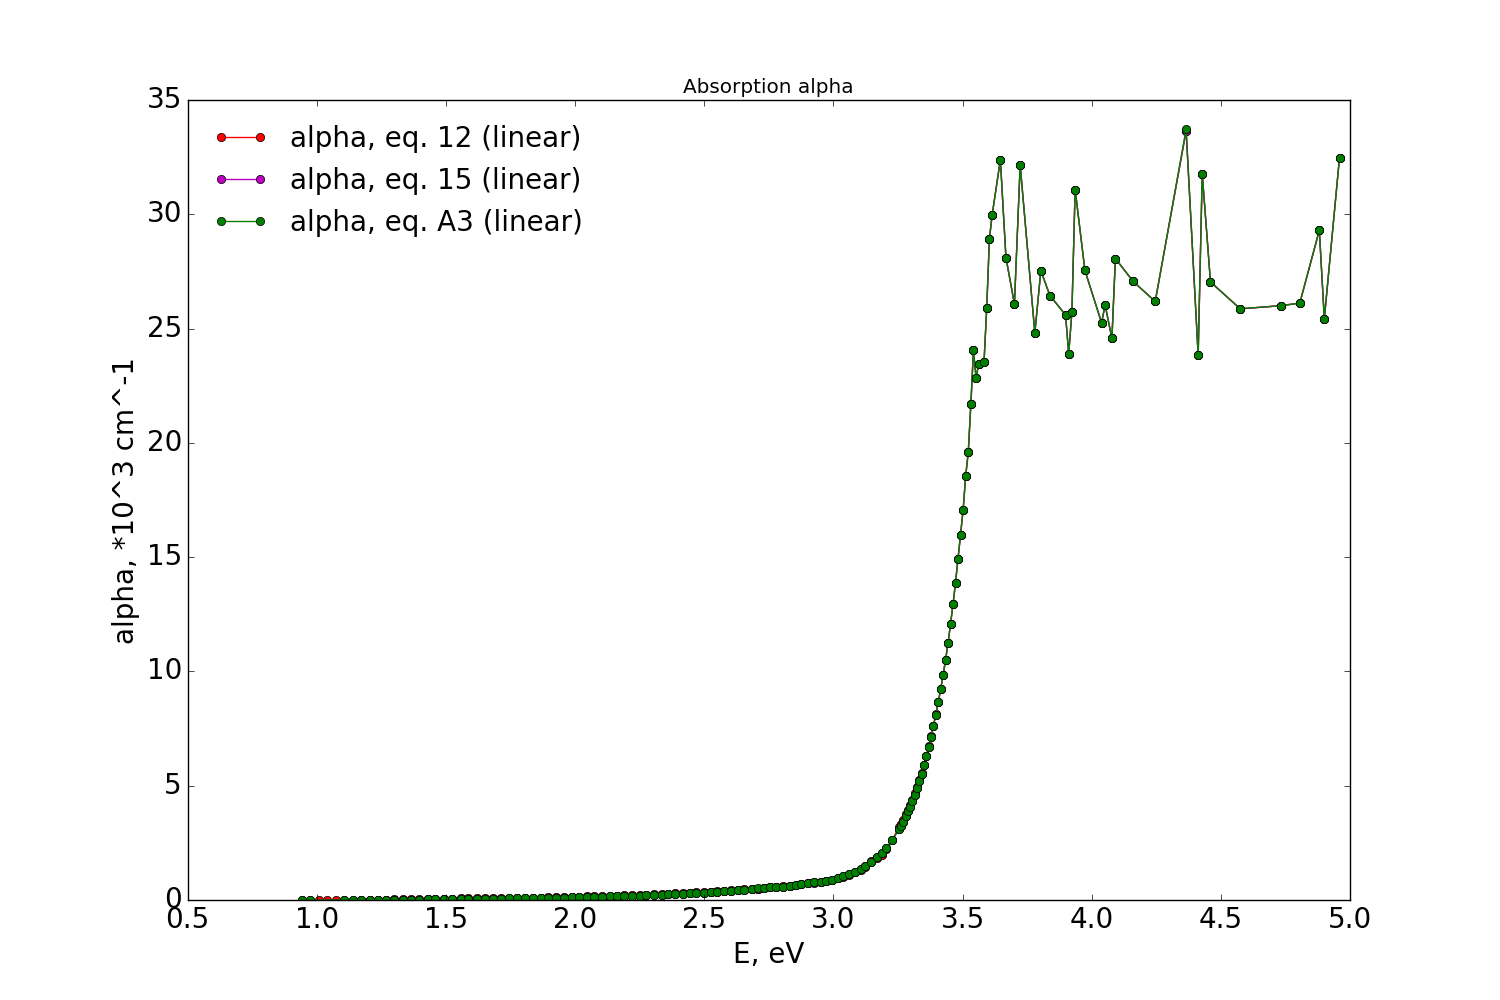 Absorption alpha
alpha, eq. 12 (linear)
alpha, eq. 15 (linear)
alpha, eq. A3 (linear)
alpha, *10^3 cm^-1
35
30
25
20
15
10
5
0
0.5 1.0 1.5 2.0 2.5 3.0 3.5 4.0 4.5 5.0
E, eV